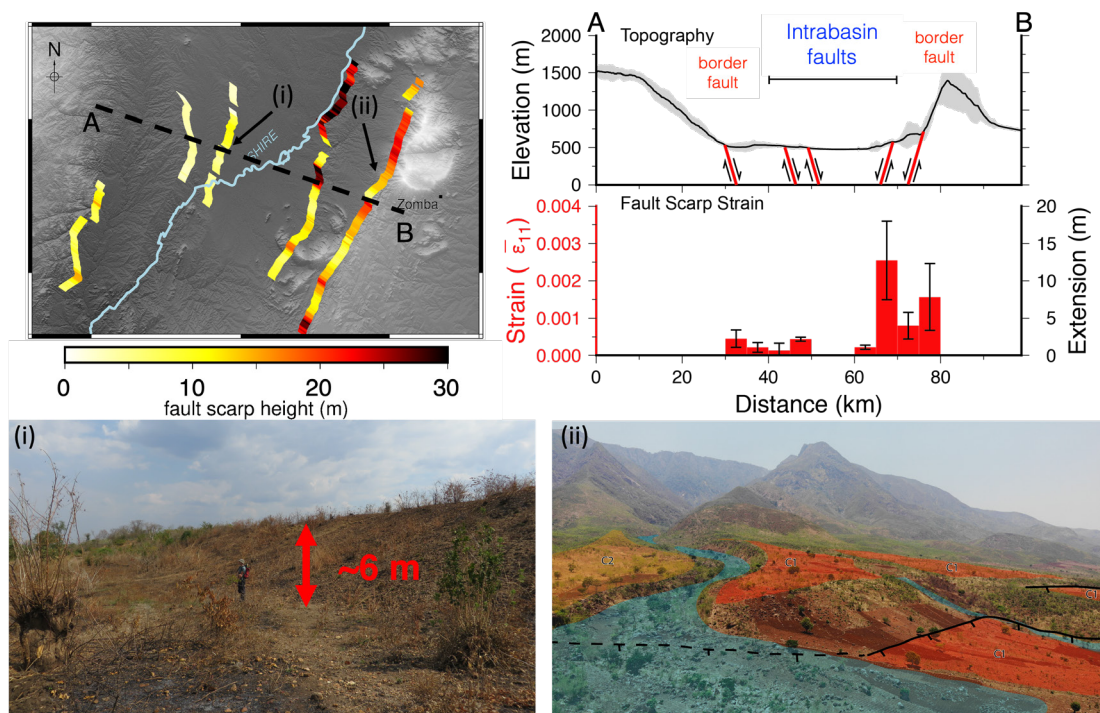 N
A
(i)
(ii)
SHIRE
Zomba
B
0
10
20
30
fault scarp height (m)
A
B
2000
1500
1000
500
0
Elevation (m)
Topography
border
fault
Intrabasin
faults
border
fault
0.004
0.003
0.002
0.001
0.000
Strain ( ε̄₁₁)
Fault Scarp Strain
20
15
10
5
0
Extension (m)
0
20
40
60
80
Distance (km)
(i)
~6 m
(ii)
C2
C1
C1
C1
C1